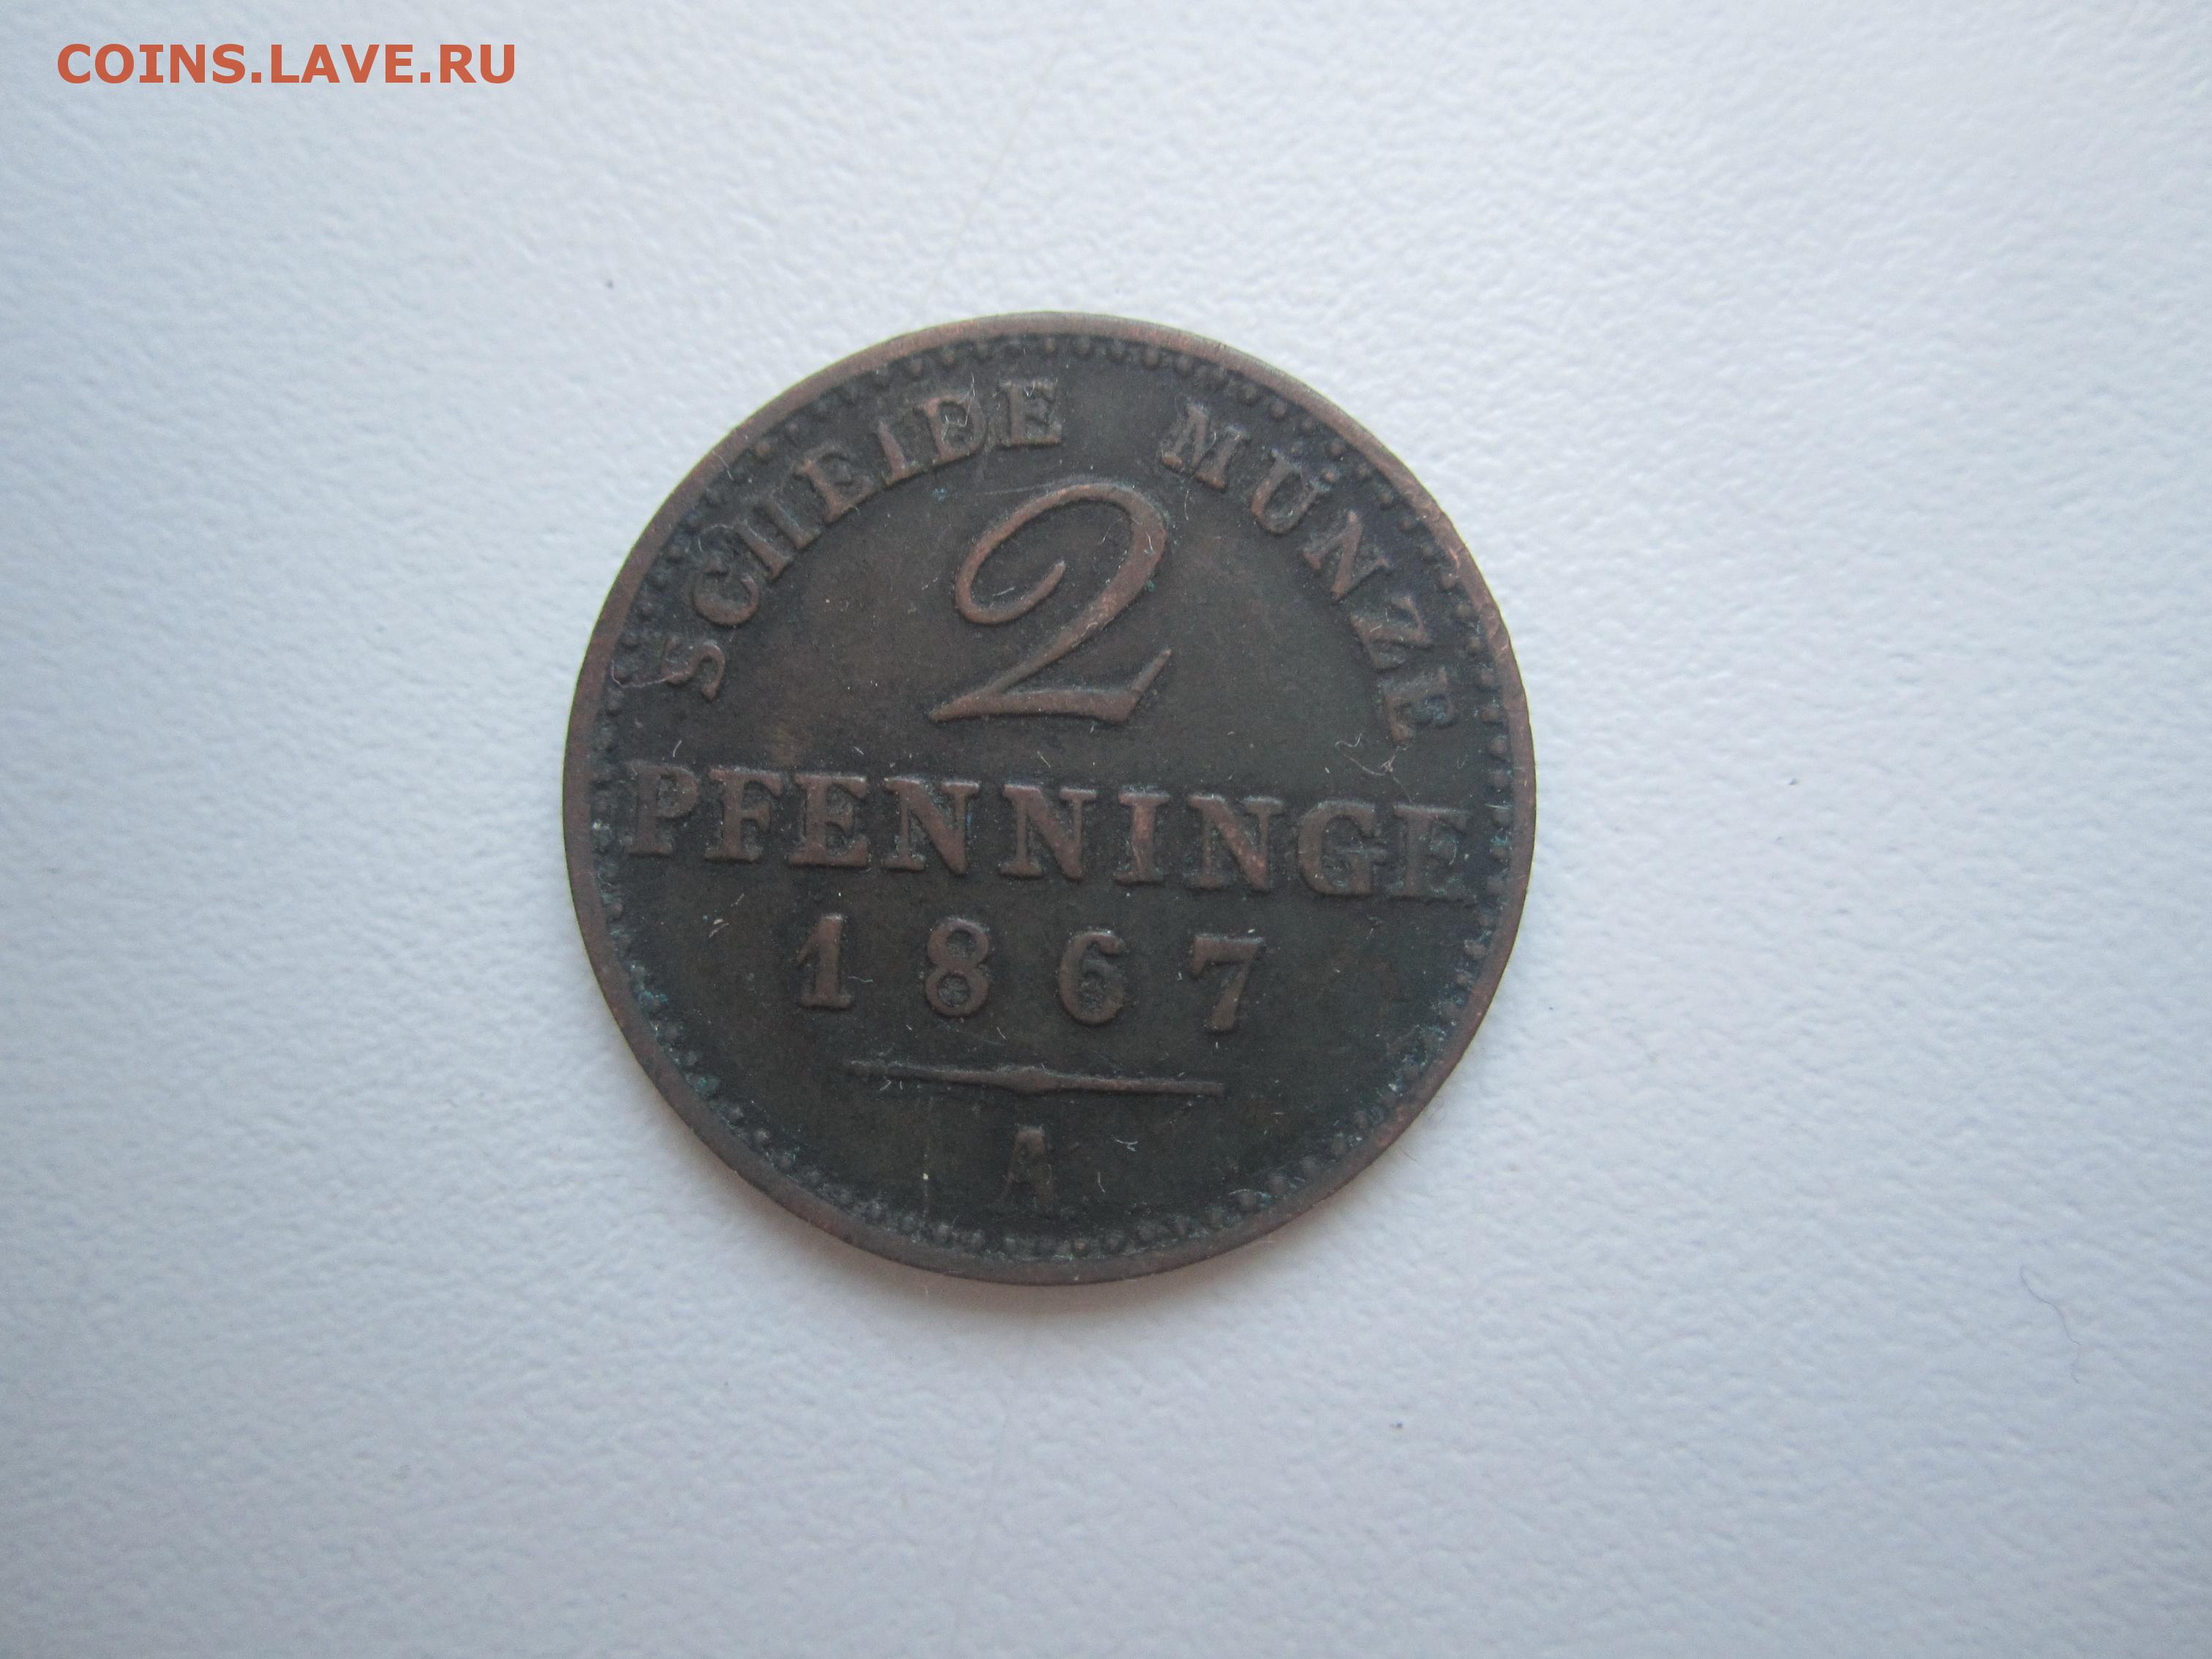 COINS.LAVE.RU
SCHEIDE MÜNZE
2
PFENNINGE
1867
A